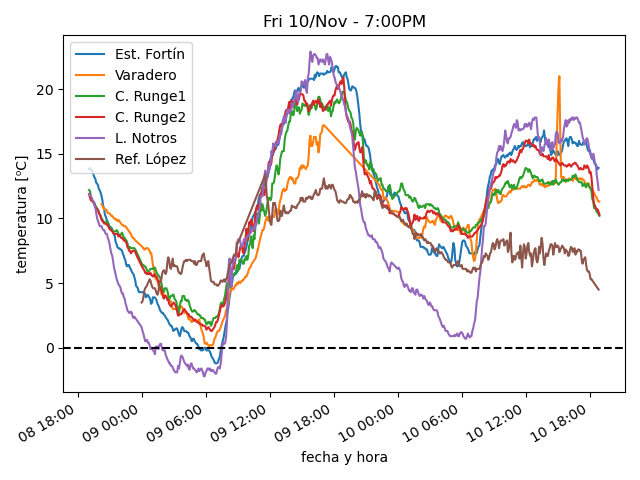 Fri 10/Nov - 7:00PM
Est. Fortín
Varadero
C. Runge1
C. Runge2
L. Notros
Ref. López
temperatura [ºC]
20
15
10
5
0
08 18:00
09 00:00
09 06:00
09 12:00
09 18:00
10 00:00
10 06:00
10 12:00
10 18:00
fecha y hora